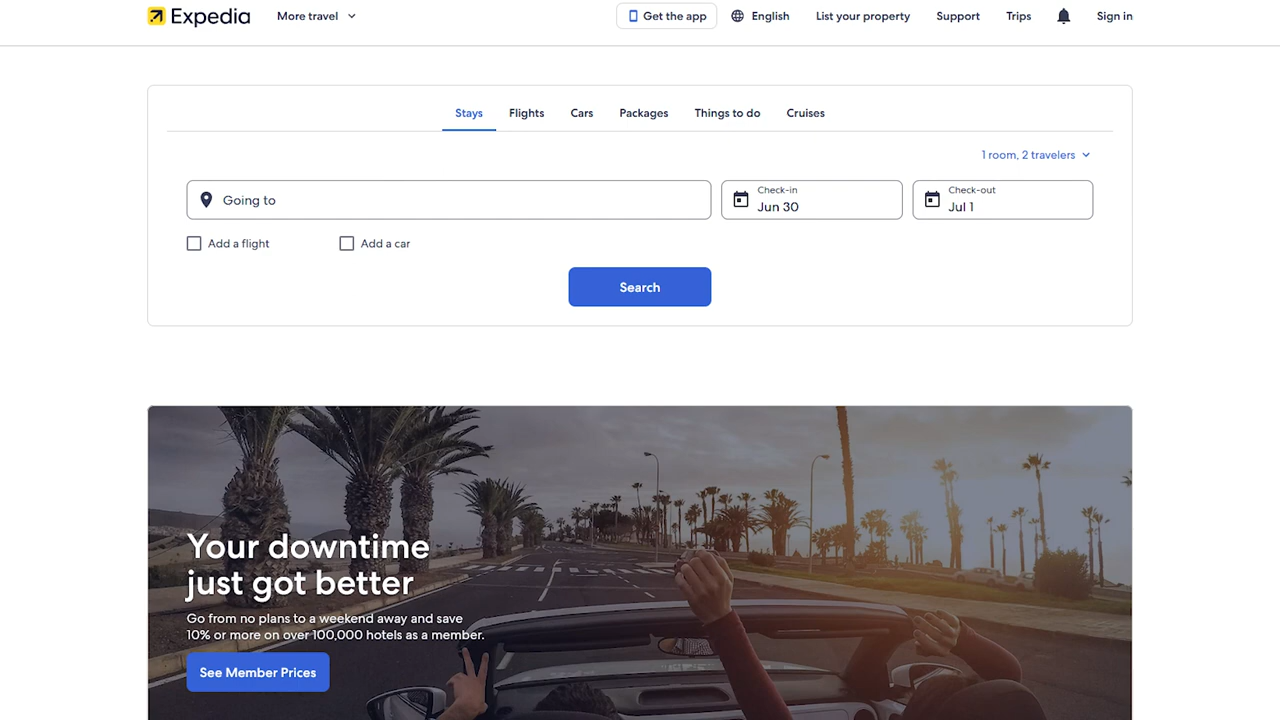 Expedia More travel Get the app English List your property Support Trips Sign in
Stays Flights Cars Packages Things to do Cruises
1 room, 2 travelers
Going to
Check-in
Jun 30
Check-out
Jul 1
Add a flight Add a car
Search
Your downtime
just got better
Go from no plans to a weekend away and save
10% or more on over 100,000 hotels as a member.
See Member Prices